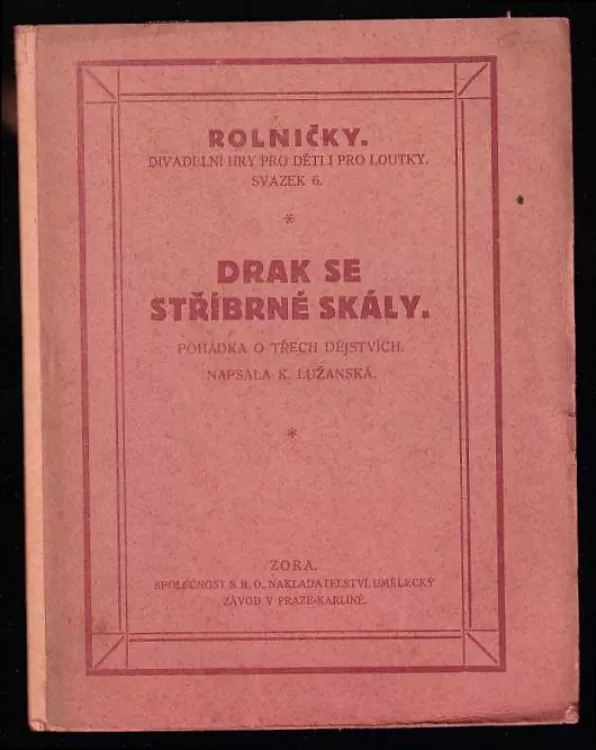 ROLNIČKY.
DIVADELNÍ HRY PRO DĚTI I PRO LOUTKY.
SVAZEK 6.
*
DRAK SE
STŘÍBRNÉ SKÁLY.
POHÁDKA O TŘECH DĚJSTVÍCH.
NAPSALA K. LUŽANSKÁ.
*
ZORA,
SPOLEČNOST S. R. O., NAKLADATELSTVÍ, UMĚLECKÝ
ZÁVOD V PRAZE-KARLÍNĚ.